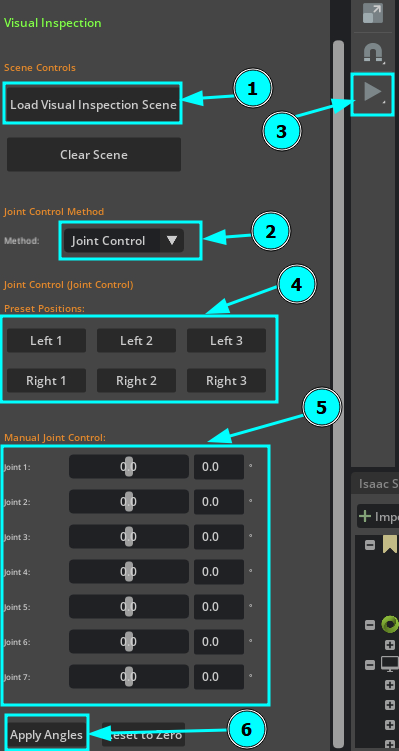 Visual Inspection
Scene Controls
Load Visual Inspection Scene
1
3
Clear Scene
Joint Control Method
Method:
Joint Control
2
Joint Control (Joint Control)
4
Preset Positions:
Left 1
Left 2
Left 3
Right 1
Right 2
Right 3
5
Manual Joint Control:
Joint 1:
0.0
0.0
°
Joint 2:
0.0
0.0
°
Joint 3:
0.0
0.0
°
Joint 4:
0.0
0.0
°
Joint 5:
0.0
0.0
°
Joint 6:
0.0
0.0
°
Joint 7:
0.0
0.0
°
Apply Angles
eset to Zero
6
Isaac S
Impo